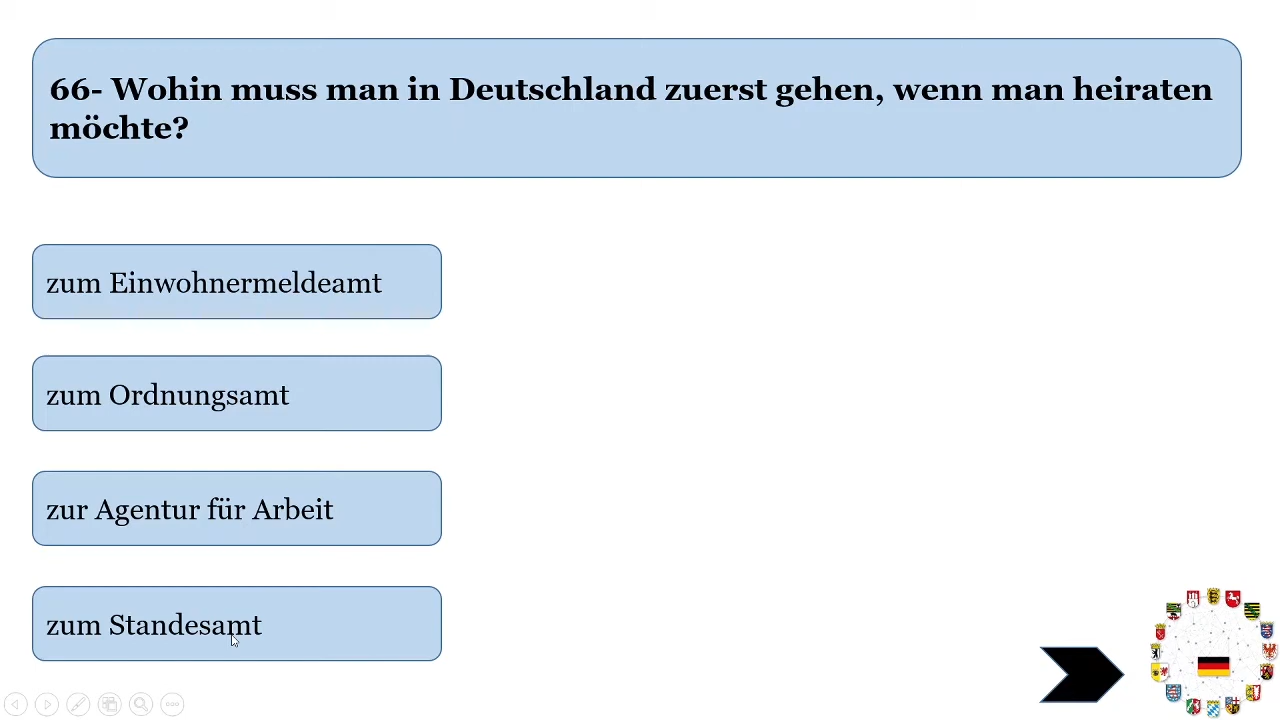 66- Wohin muss man in Deutschland zuerst gehen, wenn man heiraten
möchte?
zum Einwohnermeldeamt
zum Ordnungsamt
zur Agentur für Arbeit
zum Standesamt